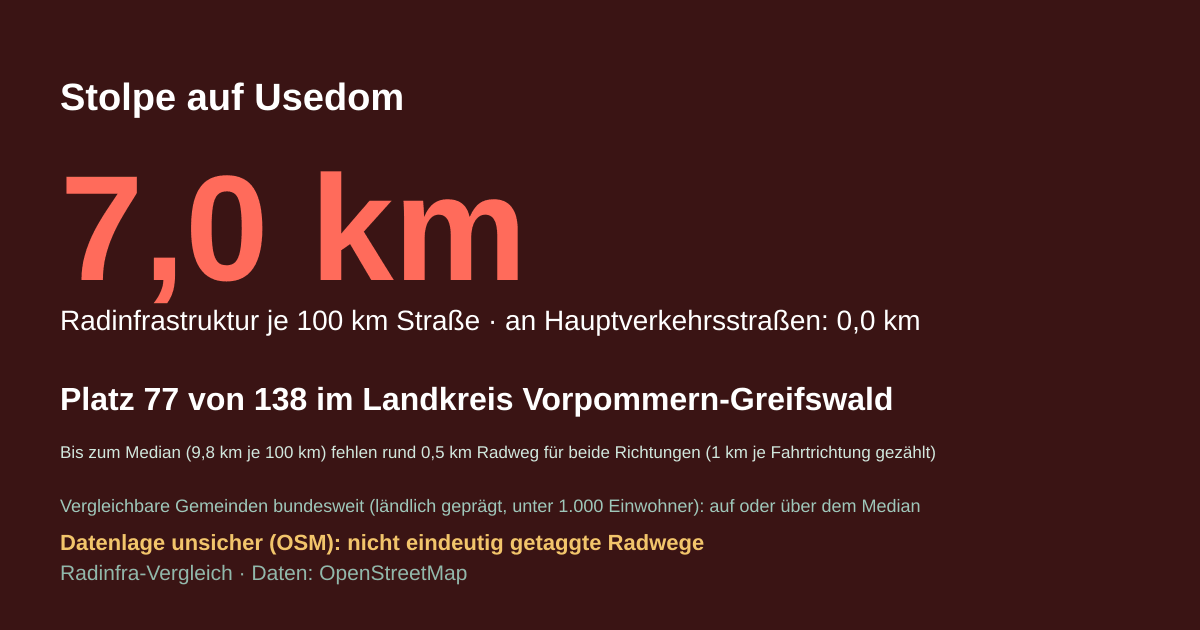 Stolpe auf Usedom
7,0 km
Radinfrastruktur je 100 km Straße · an Hauptverkehrsstraßen: 0,0 km
Platz 77 von 138 im Landkreis Vorpommern-Greifswald
Bis zum Median (9,8 km je 100 km) fehlen rund 0,5 km Radweg für beide Richtungen (1 km je Fahrtrichtung gezählt)
Vergleichbare Gemeinden bundesweit (ländlich geprägt, unter 1.000 Einwohner): auf oder über dem Median
Datenlage unsicher (OSM): nicht eindeutig getaggte Radwege
Radinfra-Vergleich · Daten: OpenStreetMap